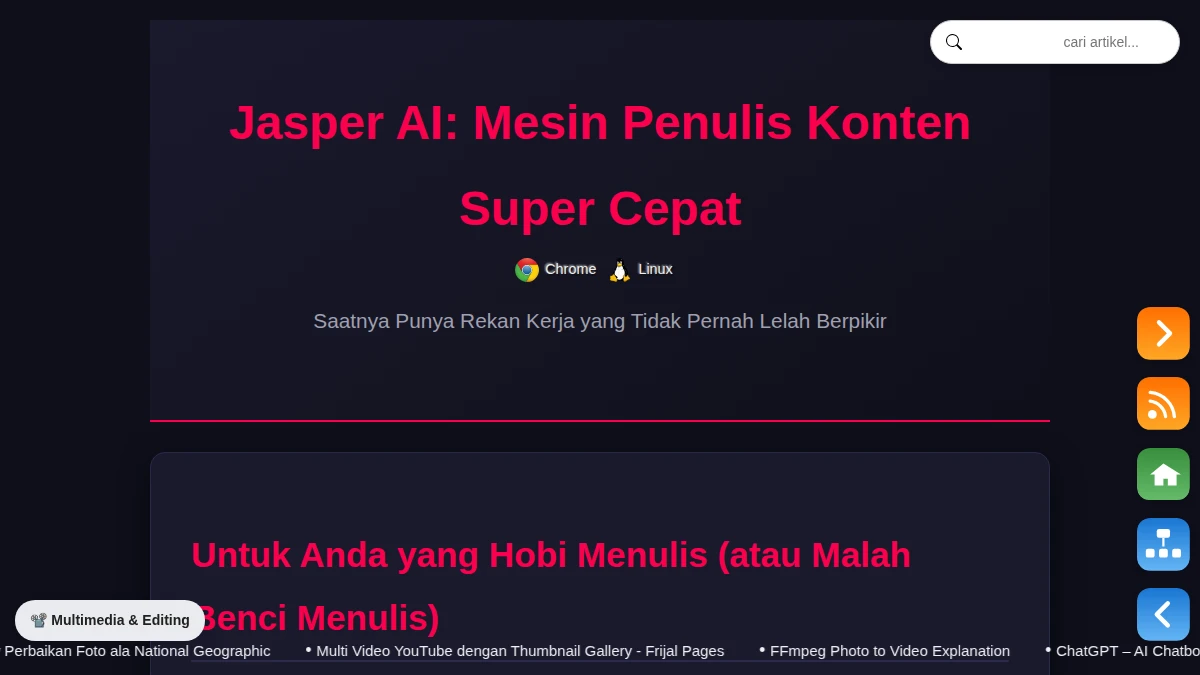 cari artikel...
Jasper AI: Mesin Penulis Konten
Super Cepat
Chrome Linux
Saatnya Punya Rekan Kerja yang Tidak Pernah Lelah Berpikir
Untuk Anda yang Hobi Menulis (atau Malah
Benci Menulis)
Multimedia & Editing
Perbaikan Foto ala National Geographic • Multi Video YouTube dengan Thumbnail Gallery - Frijal Pages • FFmpeg Photo to Video Explanation • ChatGPT – AI Chatbo